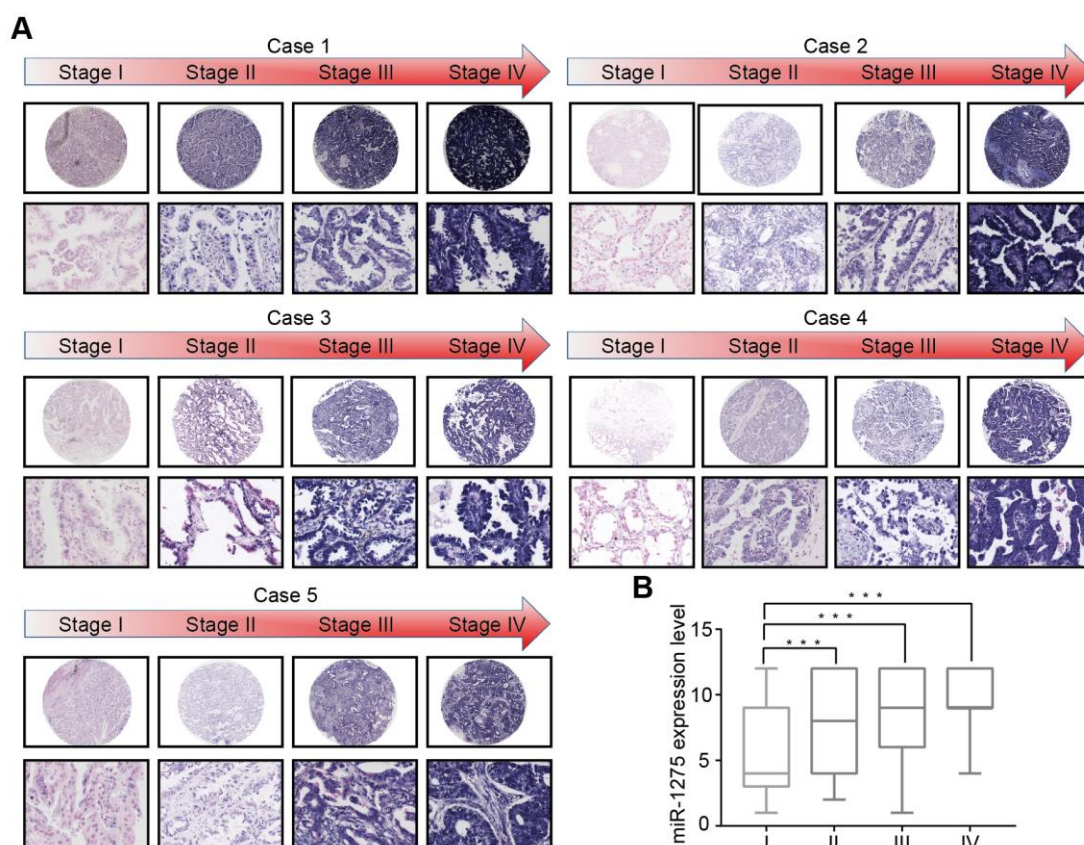 A
Case 1
Stage I Stage II Stage III Stage IV
Case 2
Stage I Stage II Stage III Stage IV
Case 3
Stage I Stage II Stage III Stage IV
Case 4
Stage I Stage II Stage III Stage IV
Case 5
Stage I Stage II Stage III Stage IV
B
miR-1275 expression level
15
10
5
0
* * *
* * *
* * *
I II III IV